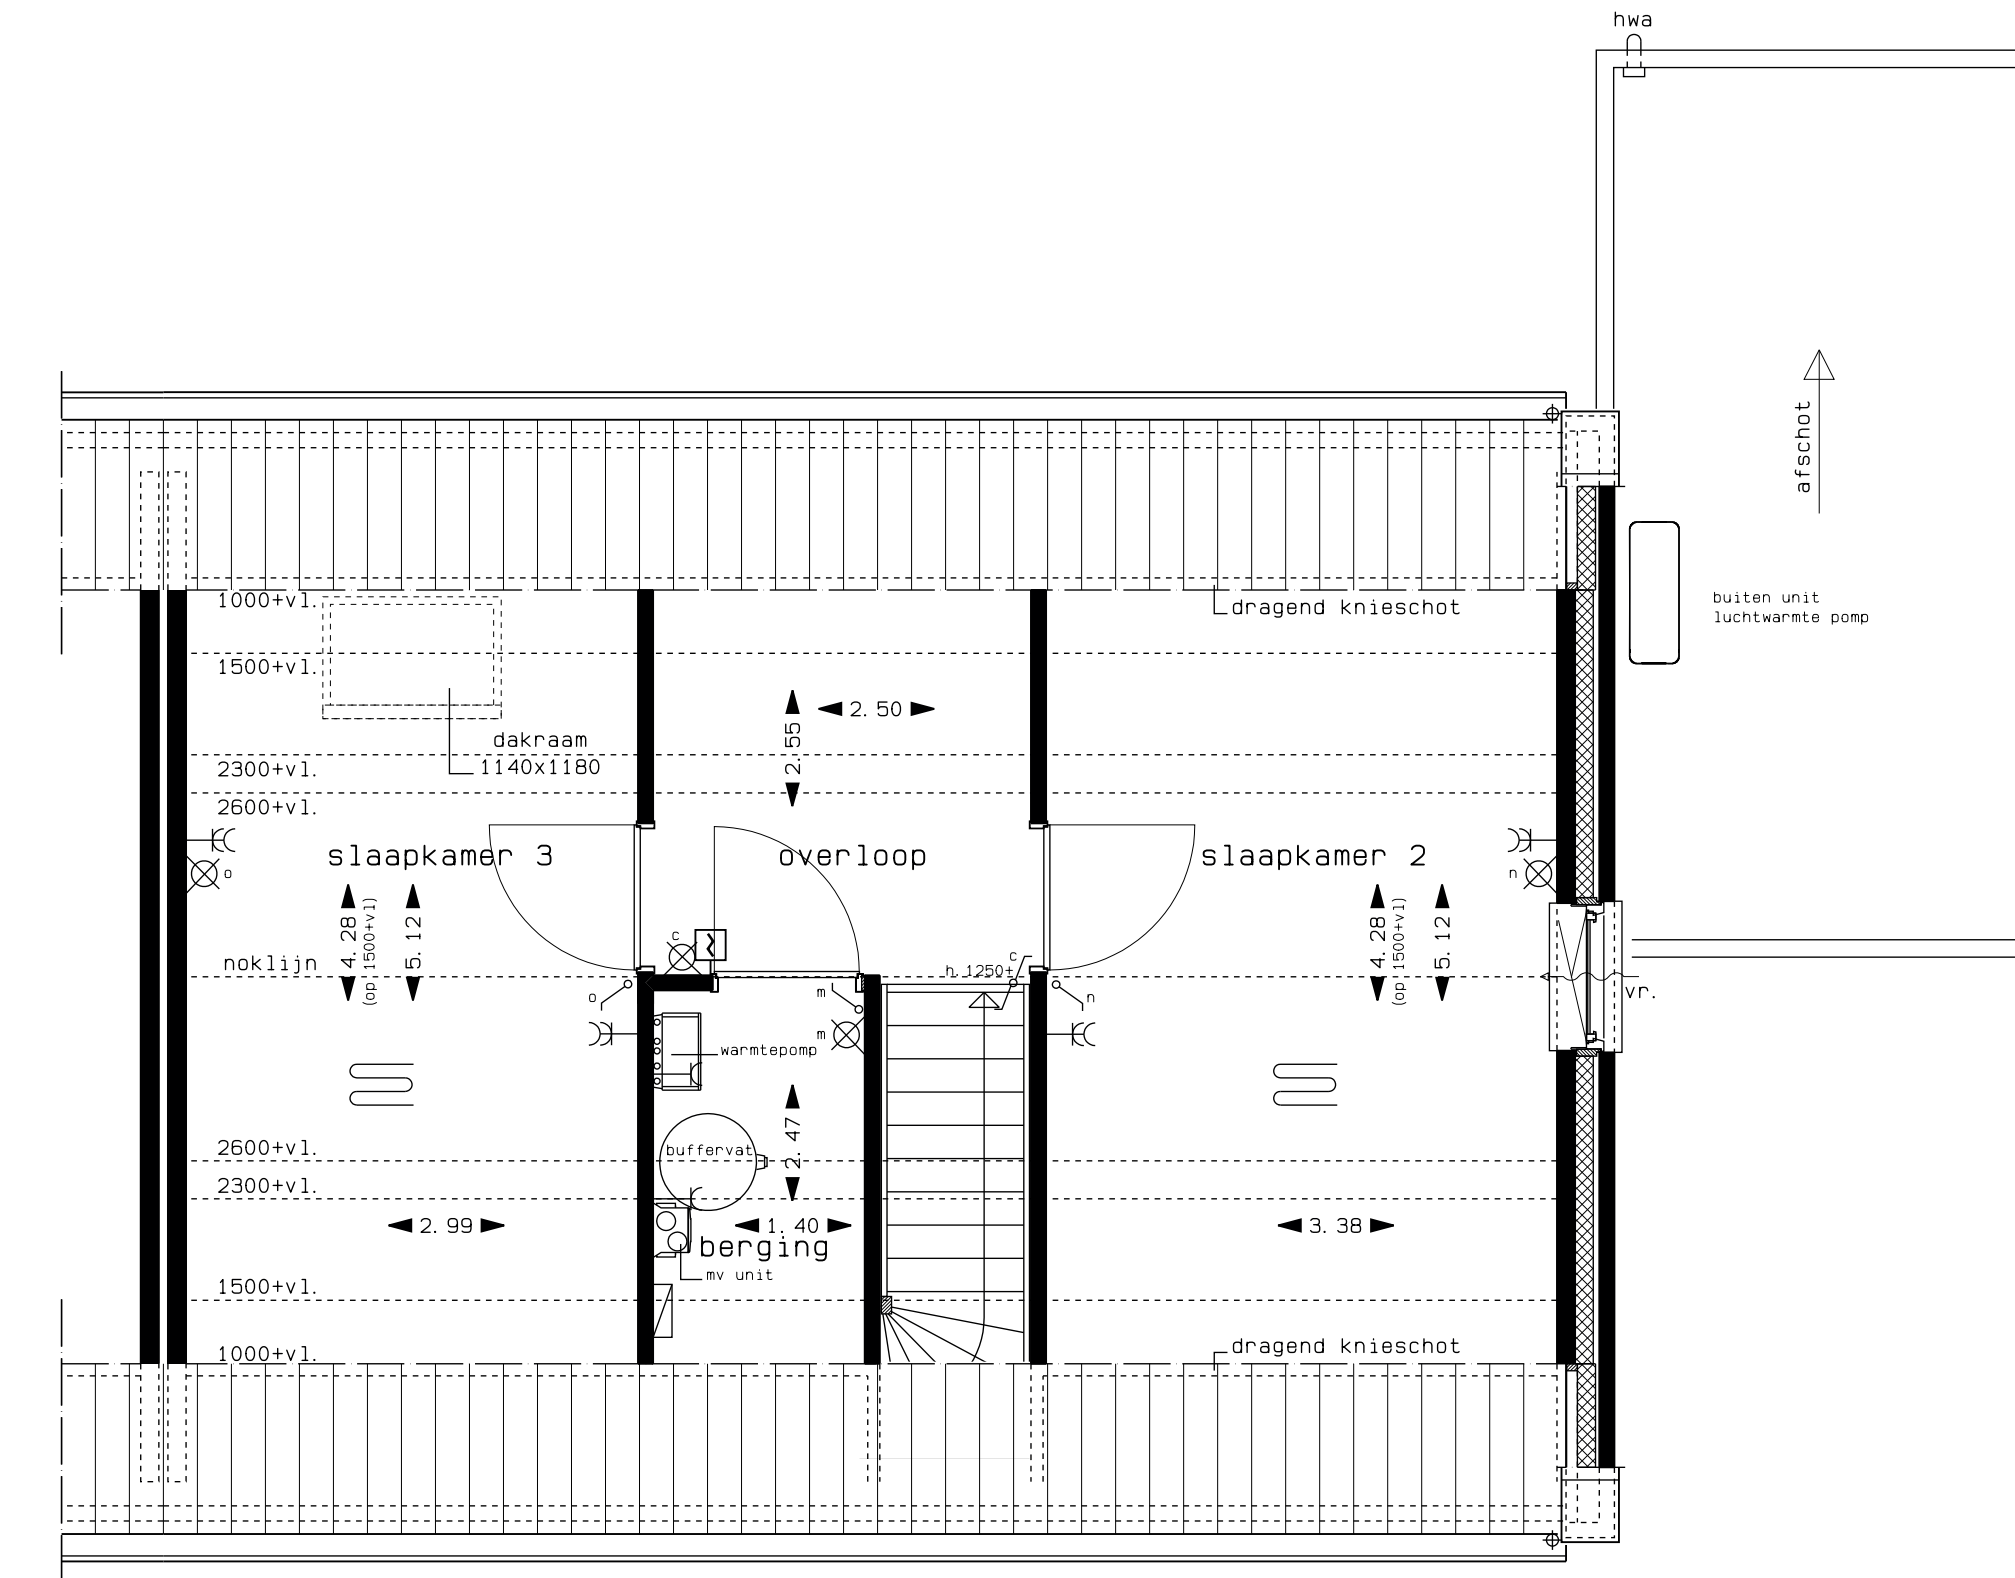 hwa
afschot
buiten unit
luchtwarmte pomp
1000+vl.
dragend knieschot
1500+vl.
2.50
2.55
dakraam
1140x1180
2300+vl.
2600+vl.
slaapkamer 3
overloop
slaapkamer 2
o
n
4.28
(op 1500+vl)
5.12
c
4.28
(op 1500+vl)
5.12
noklijn
c
h.1250+
vr.
o
m
n
m
warmtepomp
buffervat
2.47
2600+vl.
2300+vl.
2.99
1.40
3.38
berging
mv unit
1500+vl.
1000+vl.
dragend knieschot